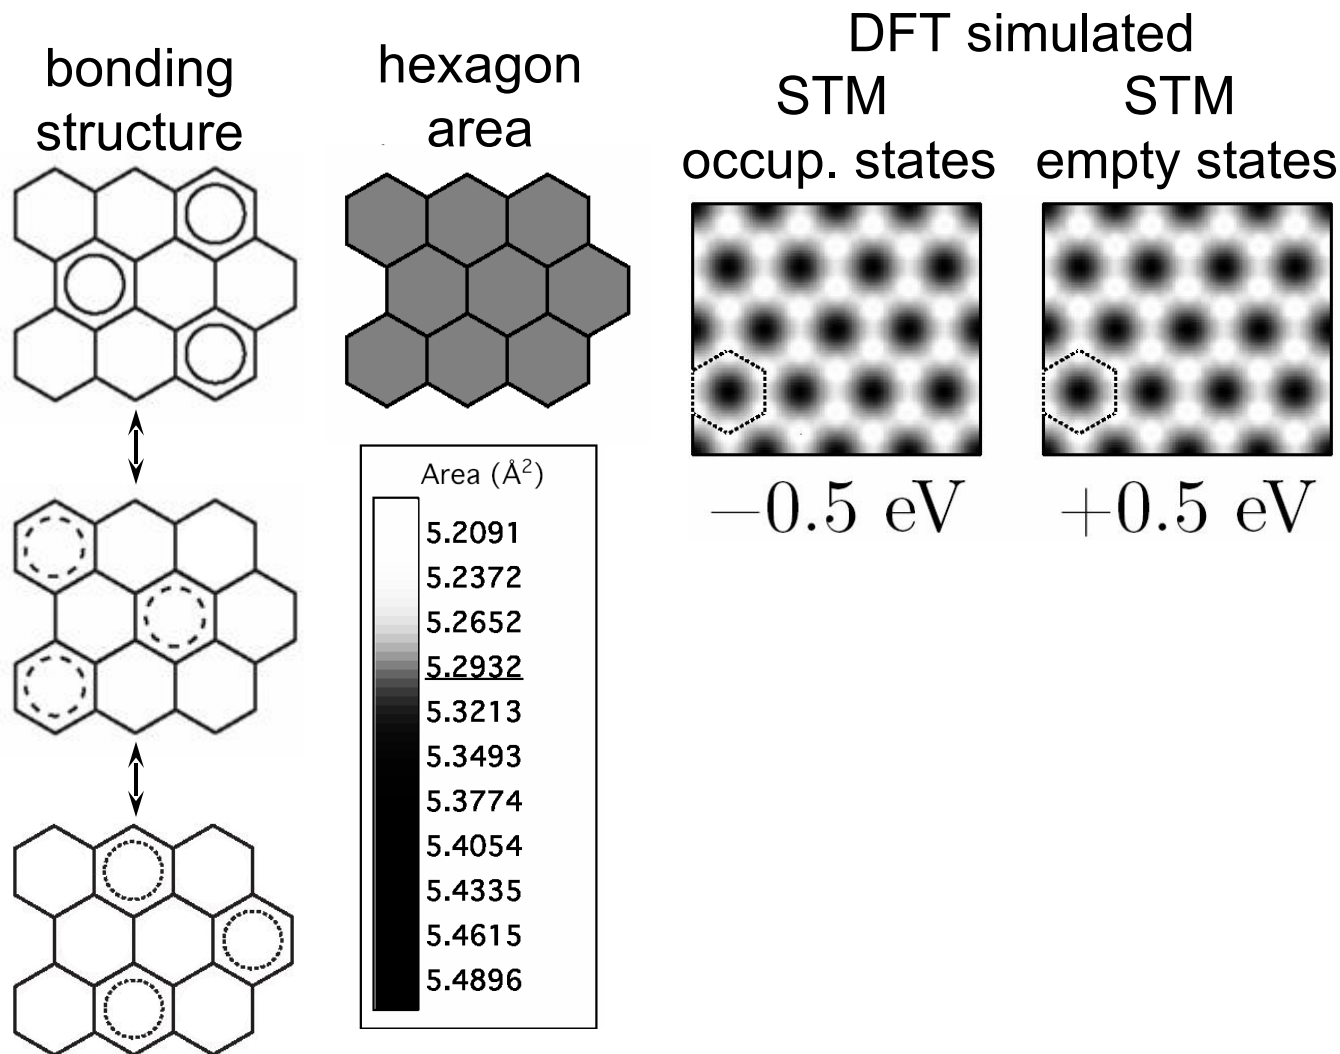 bonding
structure
hexagon
area
DFT simulated
STM
occup. states
STM
empty states
−0.5 eV
+0.5 eV
Area (Å²)
5.2091
5.2372
5.2652
5.2932
5.3213
5.3493
5.3774
5.4054
5.4335
5.4615
5.4896